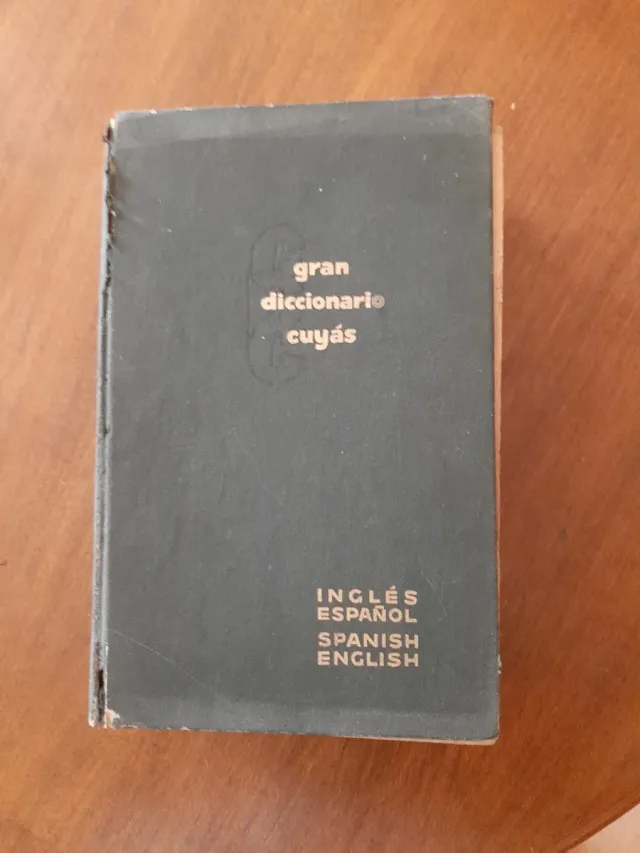 gran
diccionario
cuyás
INGLÉS
ESPAÑOL
SPANISH
ENGLISH